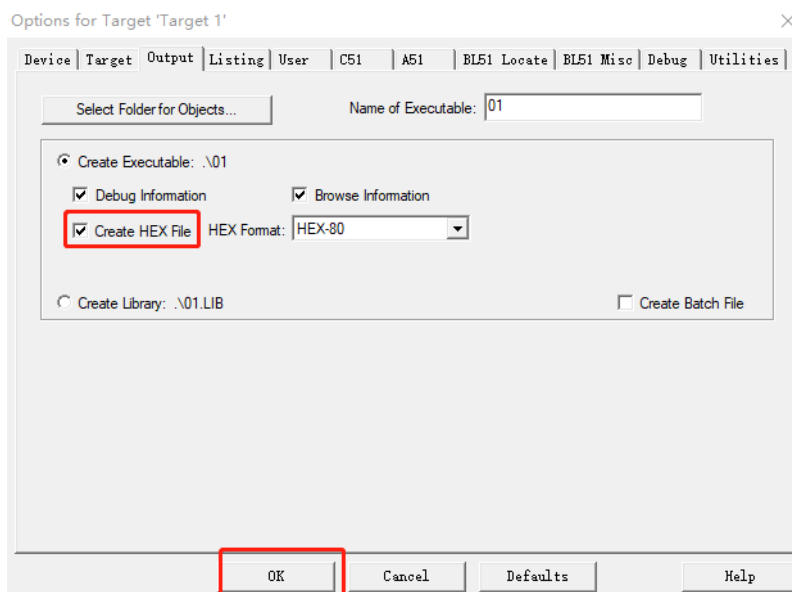 Options for Target 'Target 1'
Device Target Output Listing User C51 A51 BL51 Locate BL51 Misc Debug Utilities
Select Folder for Objects... Name of Executable: 01
Create Executable: .\01
Debug Information Browse Information
Create HEX File HEX Format: HEX-80
Create Library: .\01.LIB Create Batch File
OK Cancel Defaults Help